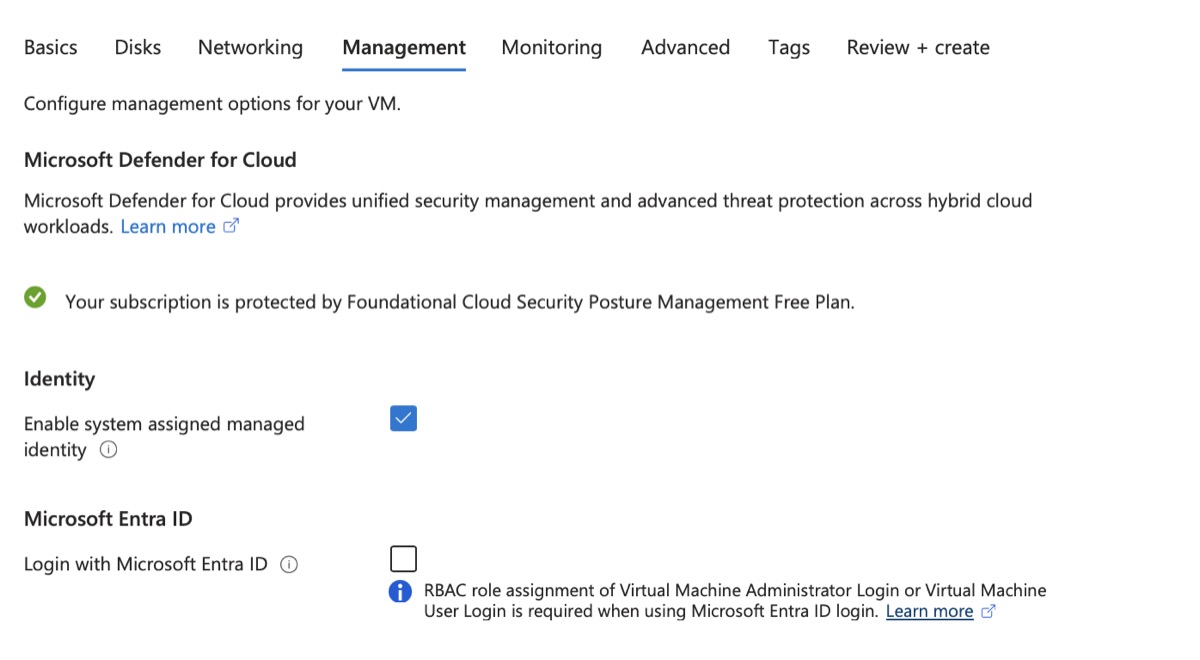 Basics Disks Networking Management Monitoring Advanced Tags Review + create
Configure management options for your VM.
Microsoft Defender for Cloud
Microsoft Defender for Cloud provides unified security management and advanced threat protection across hybrid cloud
workloads. Learn more
Your subscription is protected by Foundational Cloud Security Posture Management Free Plan.
Identity
Enable system assigned managed
identity
Microsoft Entra ID
Login with Microsoft Entra ID
RBAC role assignment of Virtual Machine Administrator Login or Virtual Machine
User Login is required when using Microsoft Entra ID login. Learn more